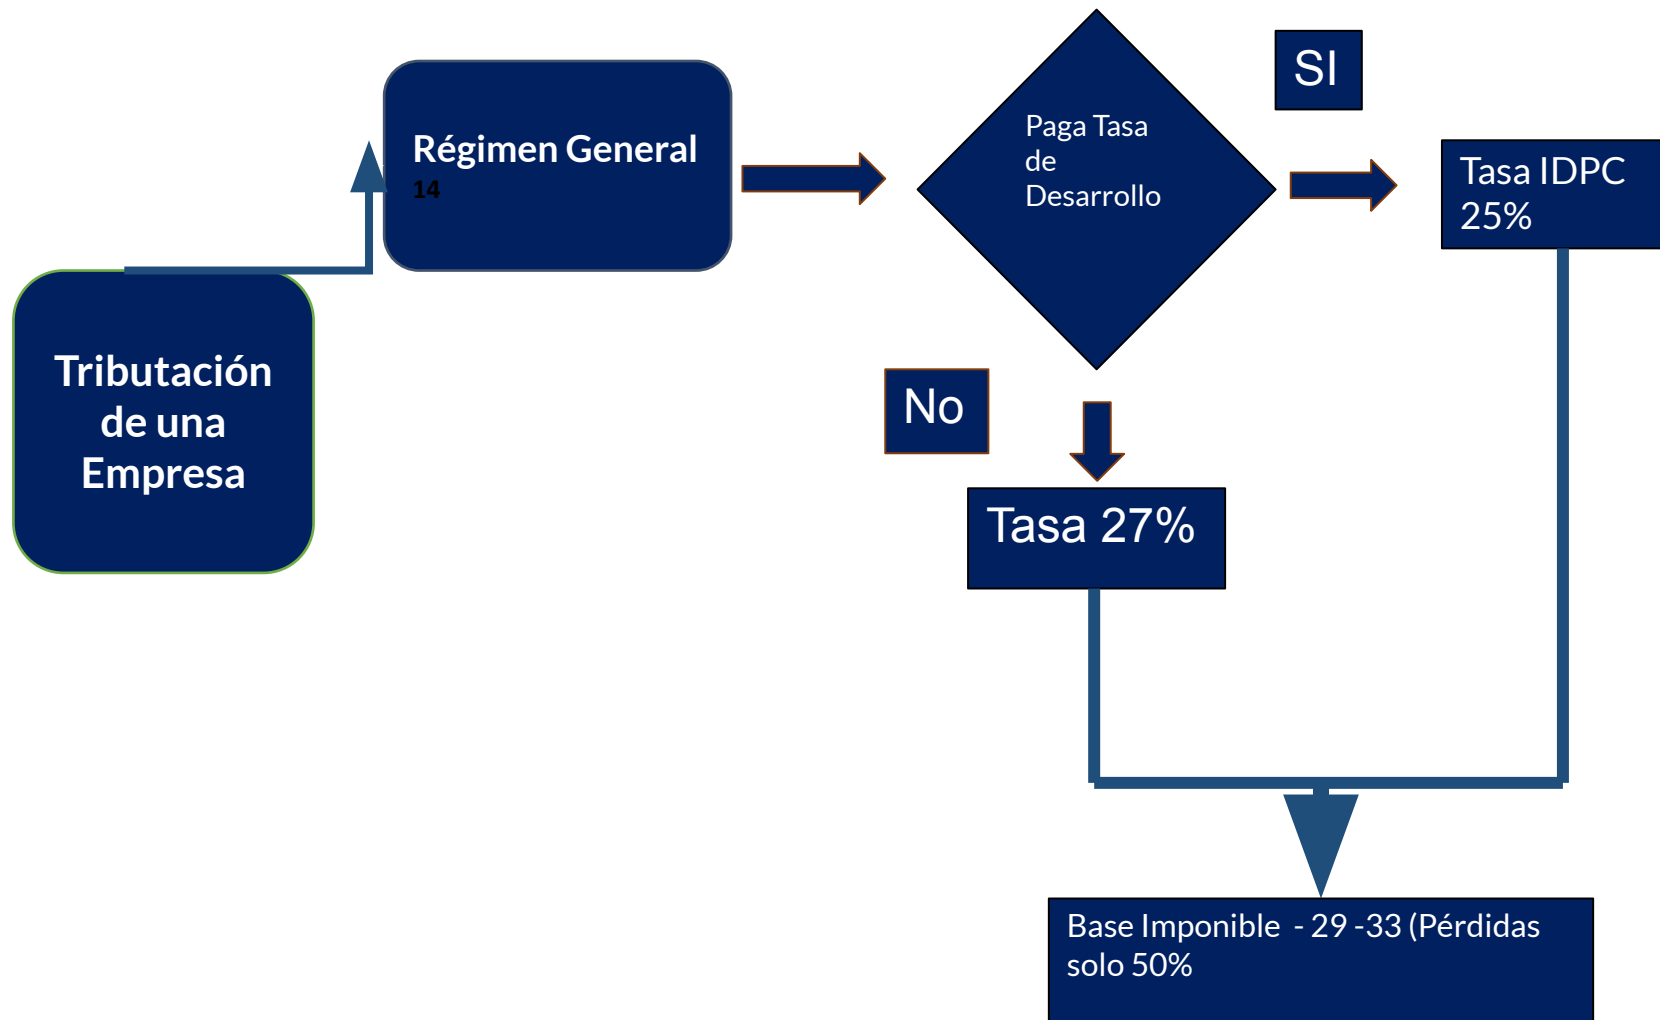 Tributación
de una
Empresa
Régimen General
14
Paga Tasa
de
Desarrollo
SI
Tasa IDPC
25%
No
Tasa 27%
Base Imponible - 29 -33 (Pérdidas
solo 50%